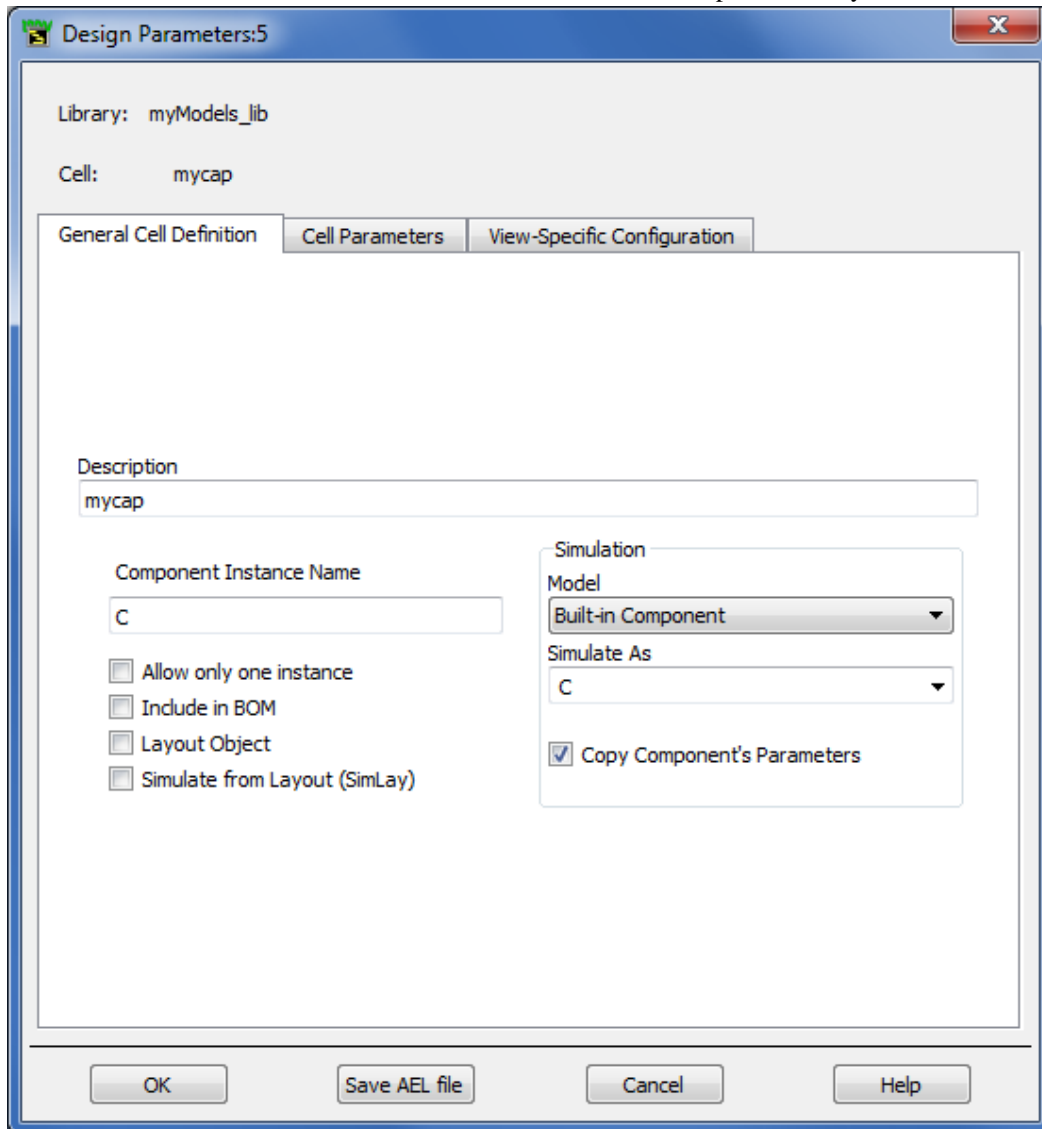 Design Parameters:5
Library: myModels_lib
Cell: mycap
General Cell Definition Cell Parameters View-Specific Configuration
Description
mycap
Component Instance Name
C
Allow only one instance
Include in BOM
Layout Object
Simulate from Layout (SimLay)
Simulation
Model
Built-in Component
Simulate As
C
Copy Component's Parameters
OK Save AEL file Cancel Help